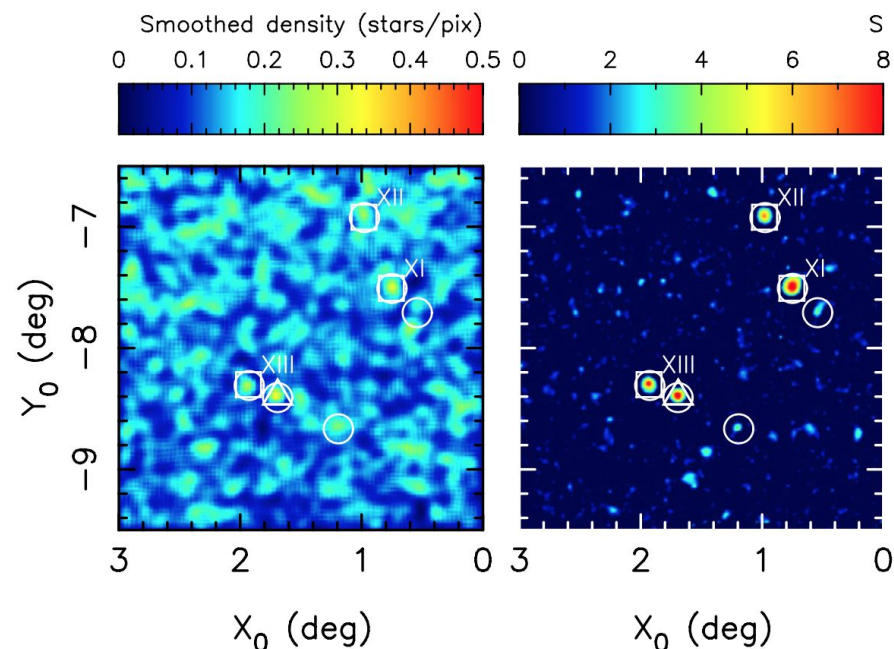 Smoothed density (stars/pix)
0 0.1 0.2 0.3 0.4 0.5
S
0 2 4 6 8
XII
XI
XIII
XII
XI
XIII
Y0 (deg)
-7
-8
-9
3 2 1 0
3 2 1 0
X0 (deg)
X0 (deg)